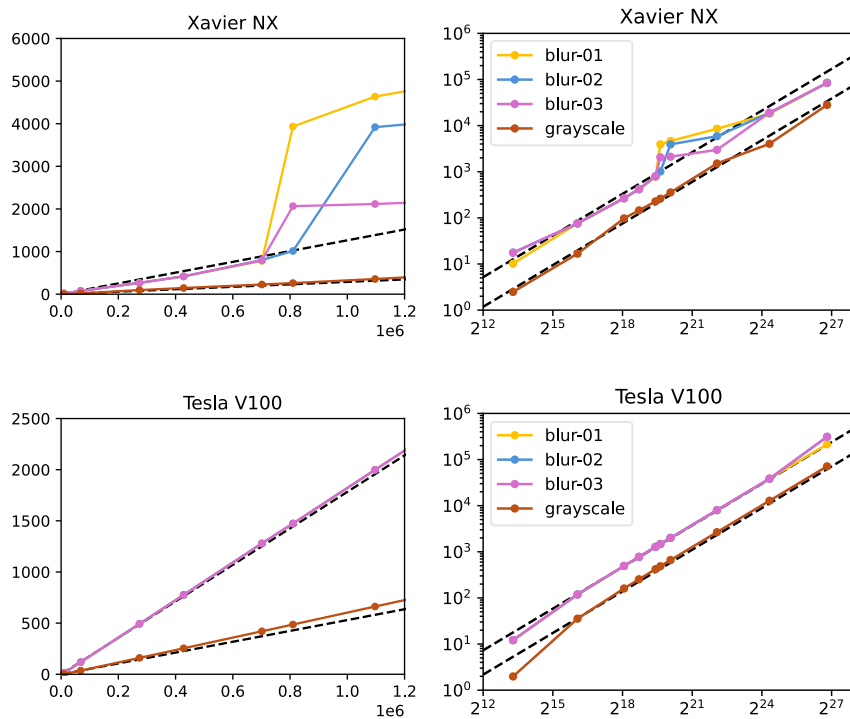 Xavier NX
6000
5000
4000
3000
2000
1000
0
0.0 0.2 0.4 0.6 0.8 1.0 1.2
1e6
Xavier NX
10^6
10^5
10^4
10^3
10^2
10^1
10^0
blur-01
blur-02
blur-03
grayscale
2^12 2^15 2^18 2^21 2^24 2^27
Tesla V100
2500
2000
1500
1000
500
0
0.0 0.2 0.4 0.6 0.8 1.0 1.2
1e6
Tesla V100
10^6
10^5
10^4
10^3
10^2
10^1
10^0
blur-01
blur-02
blur-03
grayscale
2^12 2^15 2^18 2^21 2^24 2^27